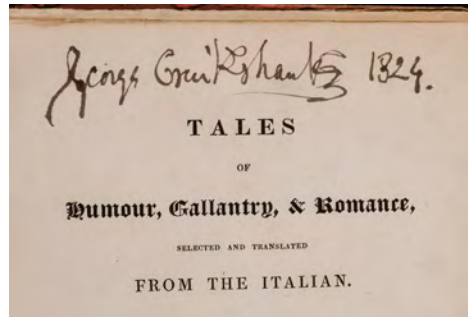 George Cruikshank 1824.
TALES
OF
Humour, Gallantry, & Romance,
SELECTED AND TRANSLATED
FROM THE ITALIAN.